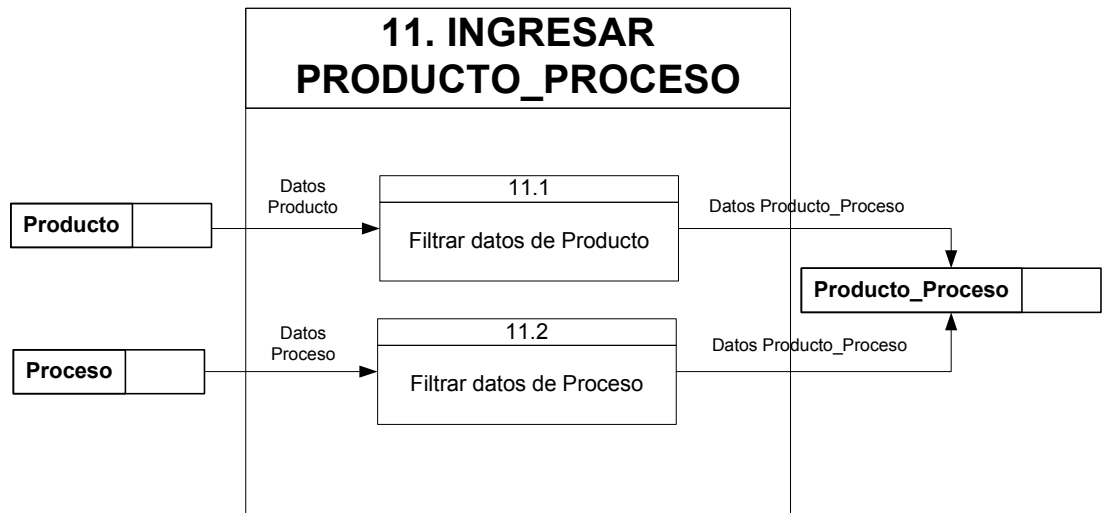 11. INGRESAR
PRODUCTO_PROCESO
Datos
Producto
11.1
Datos Producto_Proceso
Producto
Filtrar datos de Producto
Producto_Proceso
Datos
Proceso
11.2
Datos Producto_Proceso
Proceso
Filtrar datos de Proceso